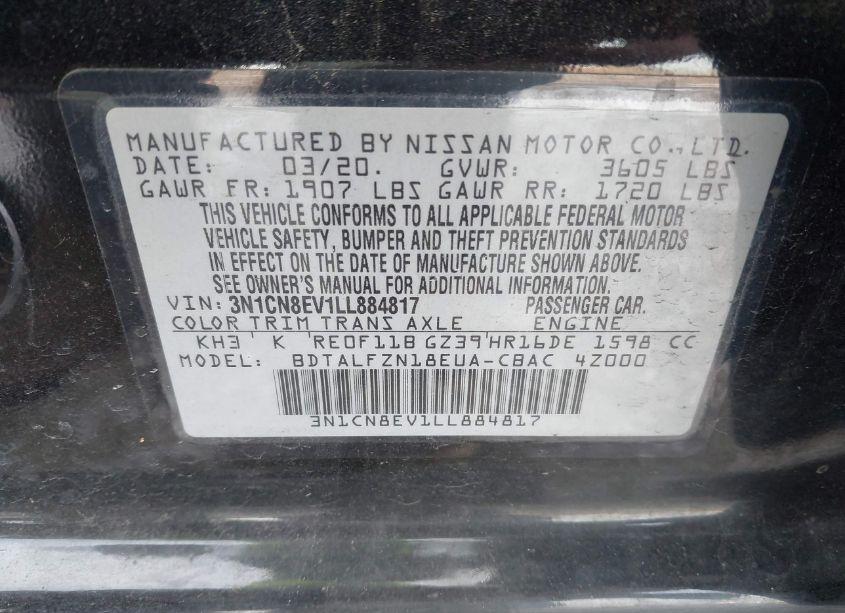 MANUFACTURED BY NISSAN MOTOR CO.,LTD.
DATE: 03/20. GVWR: 3605 LBS
GAWR FR: 1907 LBS GAWR RR: 1720 LBS
THIS VEHICLE CONFORMS TO ALL APPLICABLE FEDERAL MOTOR
VEHICLE SAFETY, BUMPER AND THEFT PREVENTION STANDARDS
IN EFFECT ON THE DATE OF MANUFACTURE SHOWN ABOVE.
SEE OWNER'S MANUAL FOR ADDITIONAL INFORMATION.
VIN: 3N1CN8EV1LL884817 PASSENGER CAR.
COLOR TRIM TRANS AXLE ENGINE
KH3 K RE0F11B GZ39 HR16DE 1598 CC
MODEL: BDTALFZN18EUA-CBAC 4Z000
3N1CN8EV1LL884817